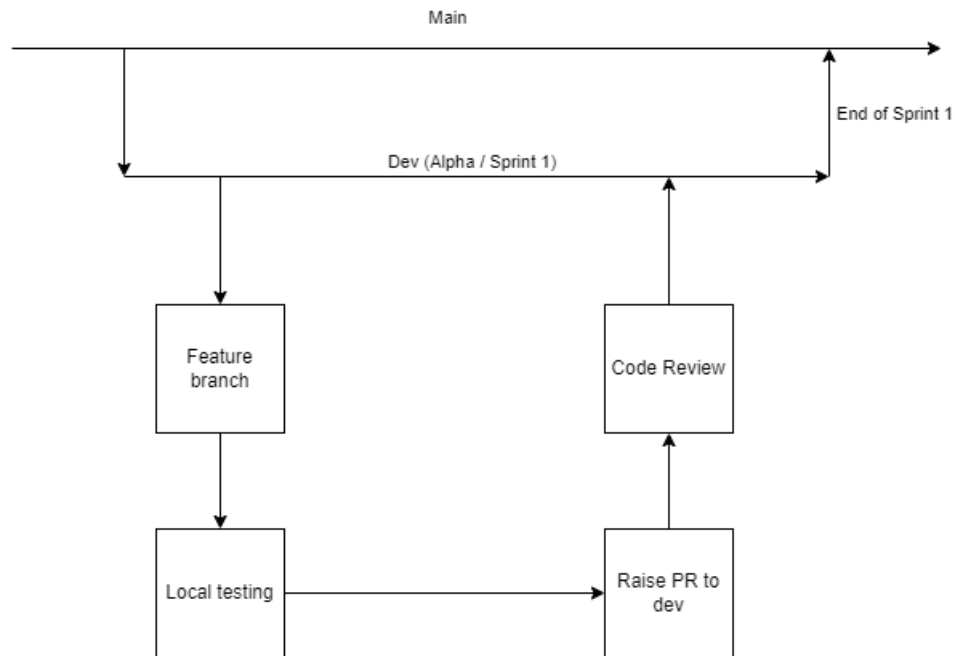 Main
End of Sprint 1
Dev (Alpha / Sprint 1)
Feature
branch
Code Review
Local testing
Raise PR to
dev